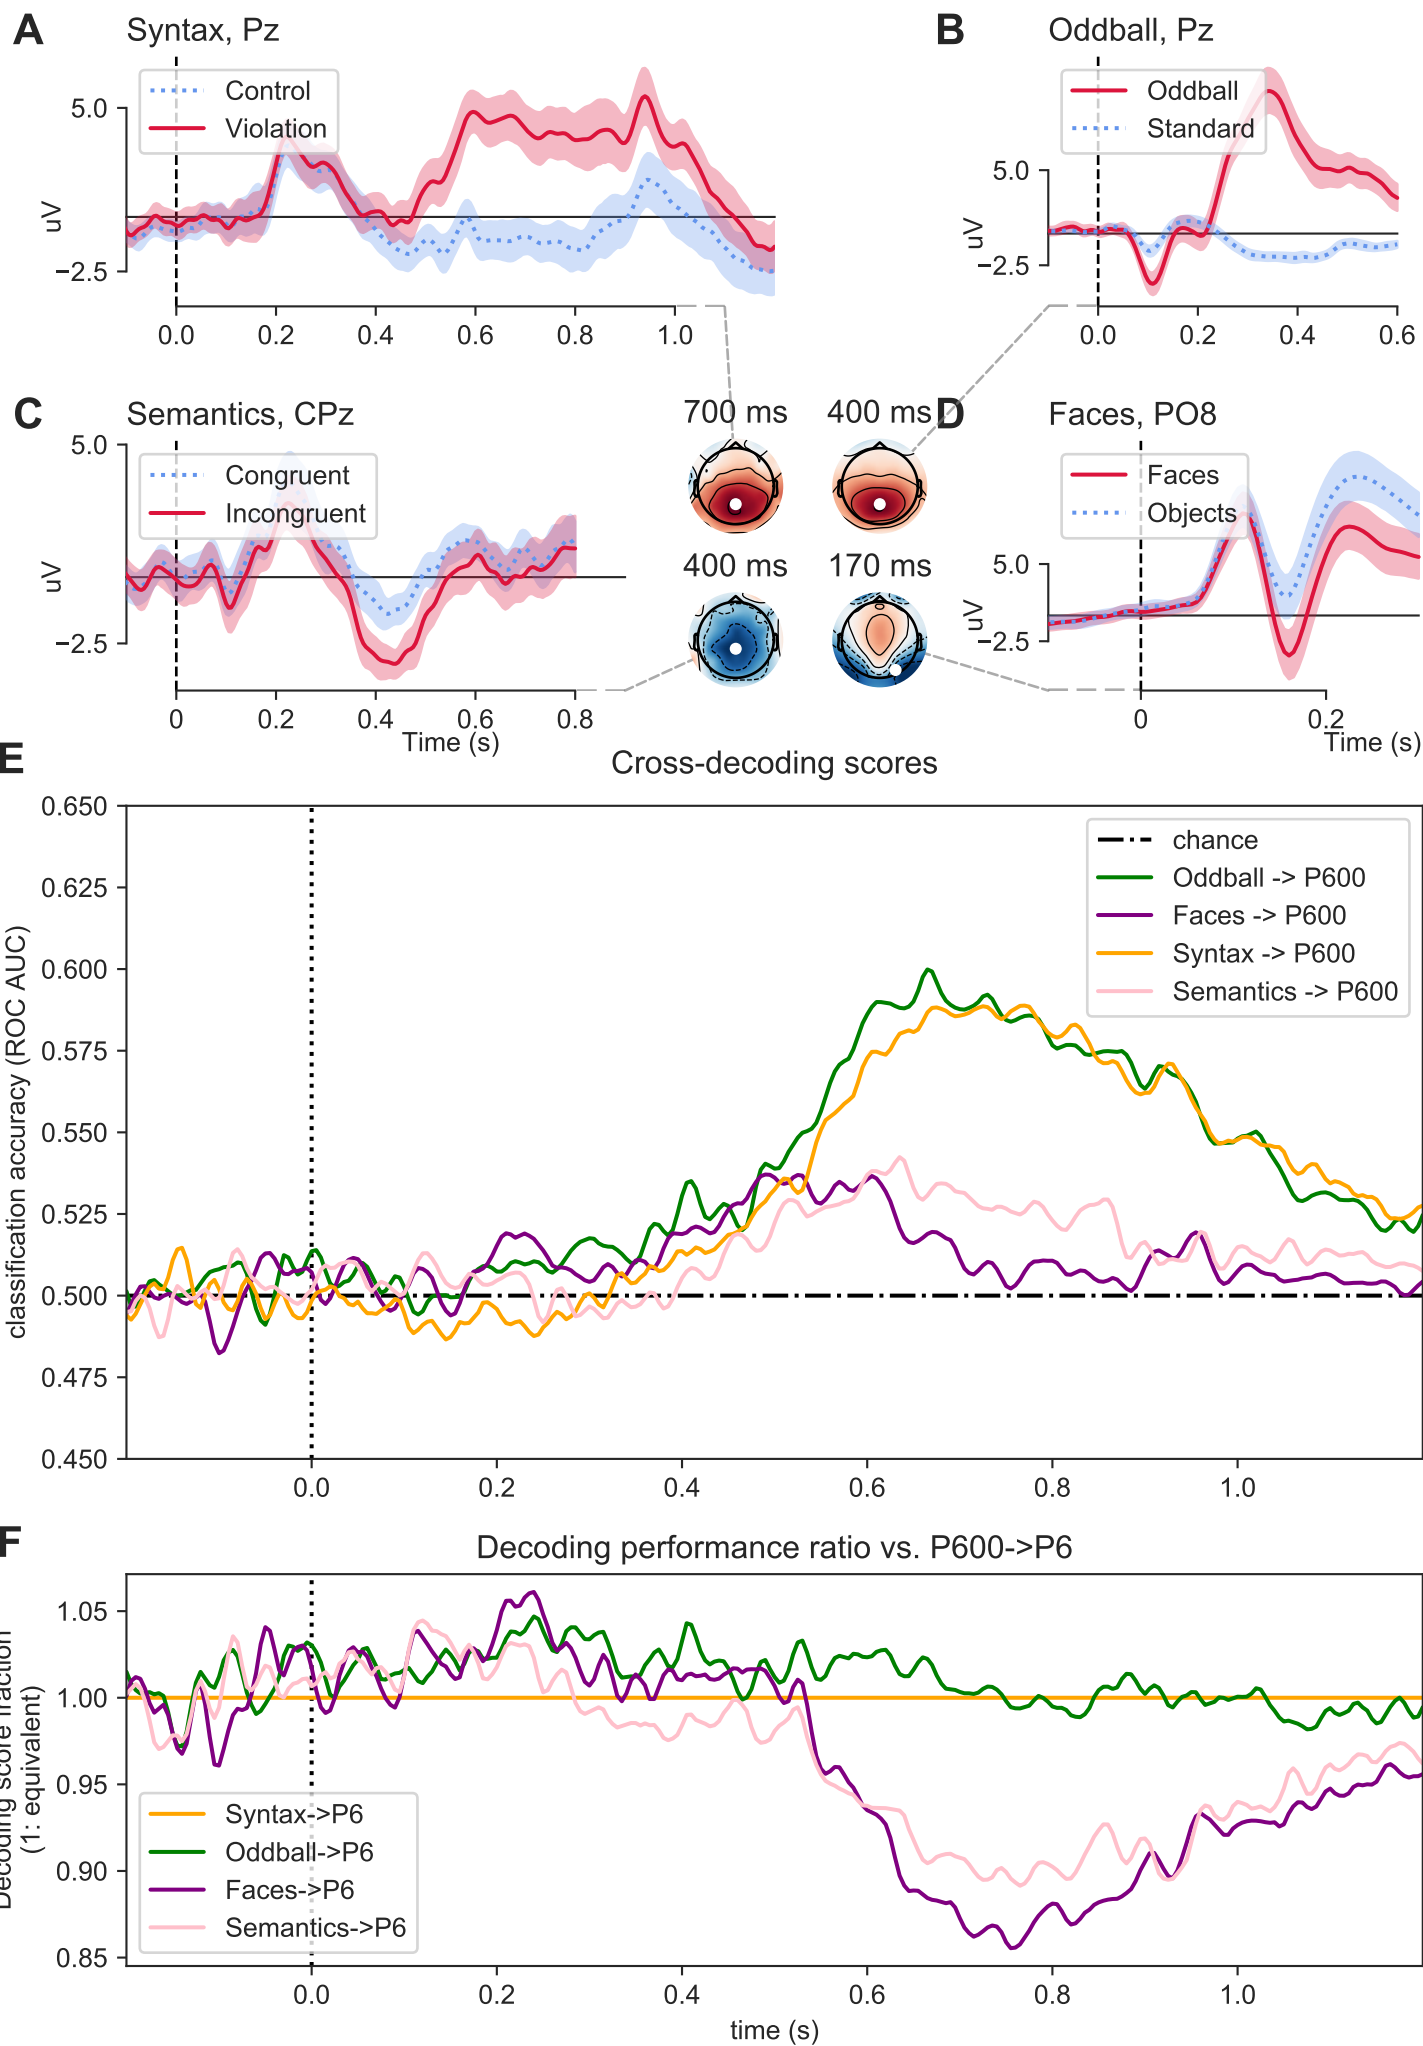 A Syntax, Pz
Control
Violation
5.0
−2.5
uV
0.0 0.2 0.4 0.6 0.8 1.0
B Oddball, Pz
Oddball
Standard
5.0
−2.5
uV
0.0 0.2 0.4 0.6
C Semantics, CPz
Congruent
Incongruent
5.0
−2.5
uV
0 0.2 0.4 0.6 0.8
Time (s)
700 ms 400 ms
400 ms 170 ms
D Faces, PO8
Faces
Objects
5.0
−2.5
uV
0 0.2
Time (s)
E Cross-decoding scores
classification accuracy (ROC AUC)
0.650
0.625
0.600
0.575
0.550
0.525
0.500
0.475
0.450
chance
Oddball -> P600
Faces -> P600
Syntax -> P600
Semantics -> P600
0.0 0.2 0.4 0.6 0.8 1.0
F Decoding performance ratio vs. P600->P6
Decoding score fraction
(1: equivalent)
1.05
1.00
0.95
0.90
0.85
Syntax->P6
Oddball->P6
Faces->P6
Semantics->P6
0.0 0.2 0.4 0.6 0.8 1.0
time (s)